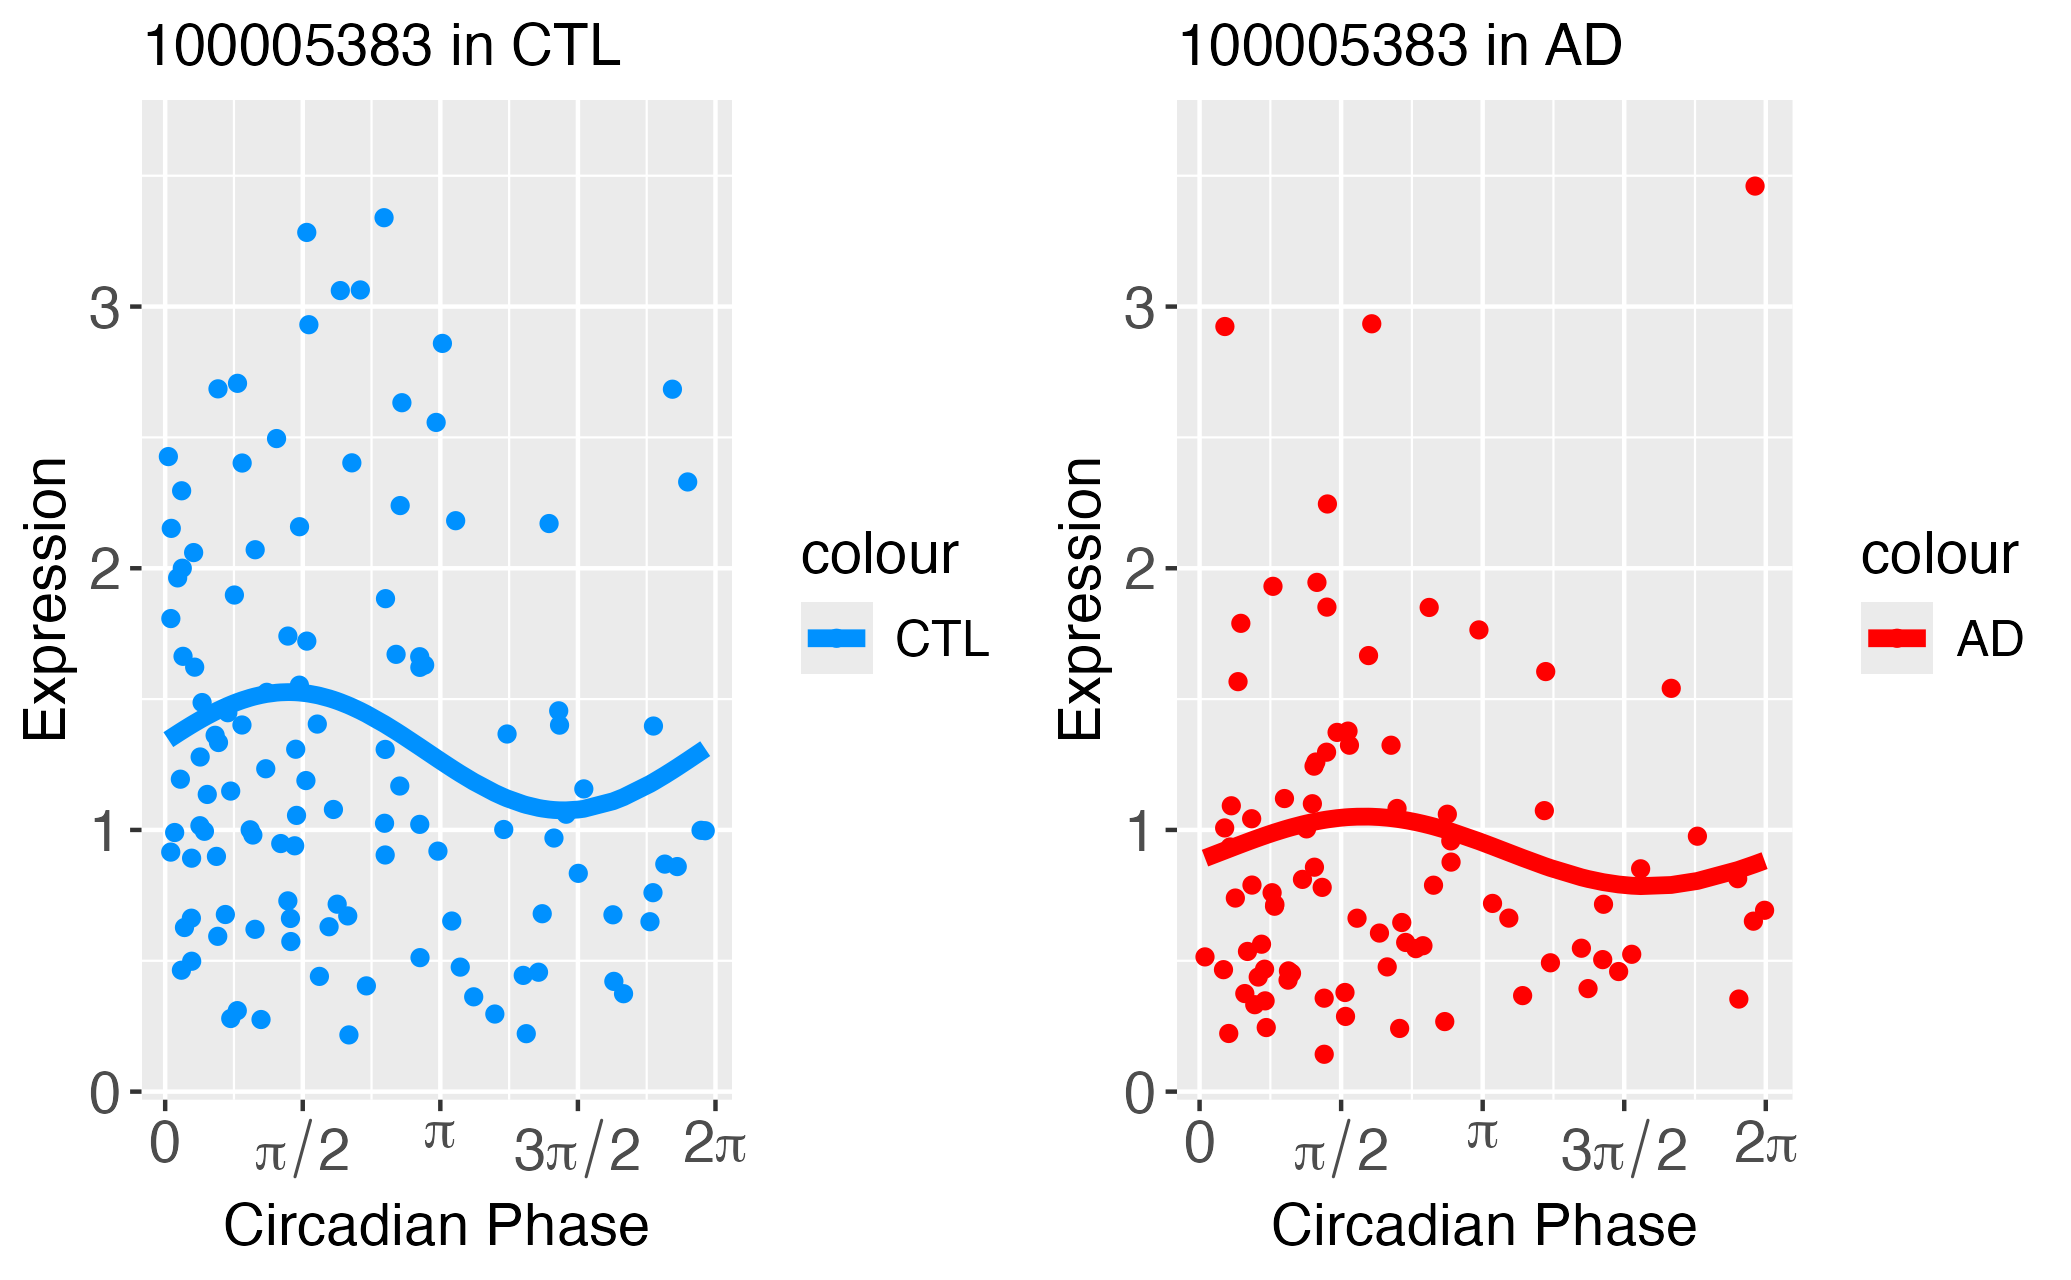 100005383 in CTL
Expression
3
2
1
0
0 π/2 π 3π/2 2π
Circadian Phase
colour
CTL
100005383 in AD
Expression
3
2
1
0
0 π/2 π 3π/2 2π
Circadian Phase
colour
AD